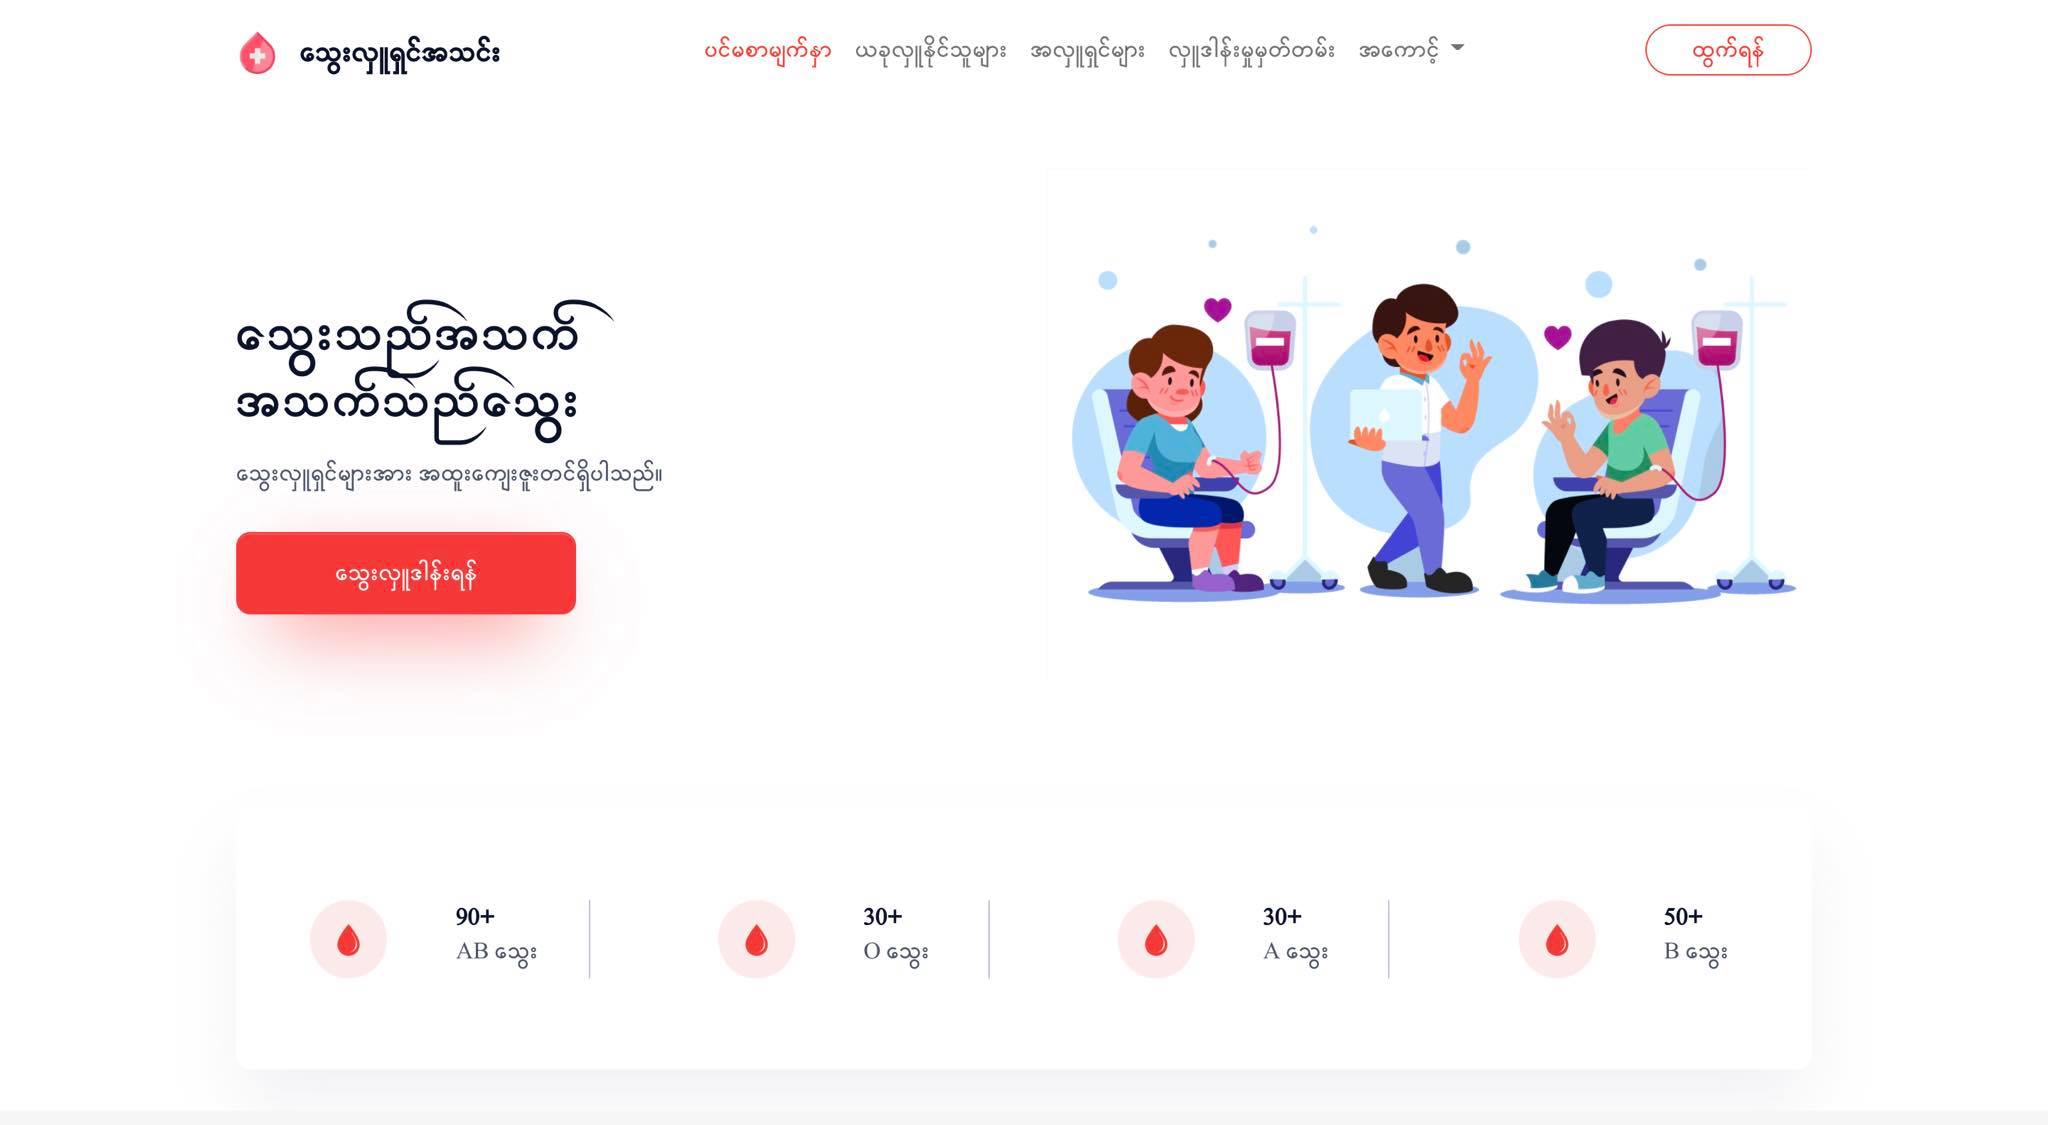 သွေးလှူရှင်အသင်း
ပင်မစာမျက်နှာ ယခုလှူနိုင်သူများ အလှူရှင်များ လှူဒါန်းမှုမှတ်တမ်း အကောင့်
ထွက်ရန်
သွေးသည်အသက်
အသက်သည်သွေး
သွေးလှူရှင်များအား အထူးကျေးဇူးတင်ရှိပါသည်။
သွေးလှူဒါန်းရန်
90+
AB သွေး
30+
O သွေး
30+
A သွေး
50+
B သွေး